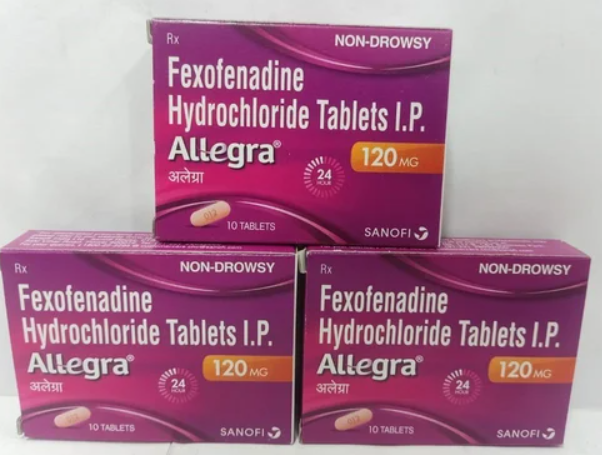 Rx NON-DROWSY
Fexofenadine
Hydrochloride Tablets I.P.
Allegra® 120 MG
अलेग्रा 24
HOUR
10 TABLETS SANOFI
Rx NON-DROWSY
Fexofenadine
Hydrochloride Tablets I.P.
Allegra® 120 MG
अलेग्रा 24
HOUR
10 TABLETS SANOFI
Rx NON-DROWSY
Fexofenadine
Hydrochloride Tablets I.P.
Allegra® 120 MG
अलेग्रा 24
HOUR
10 TABLETS SANOFI